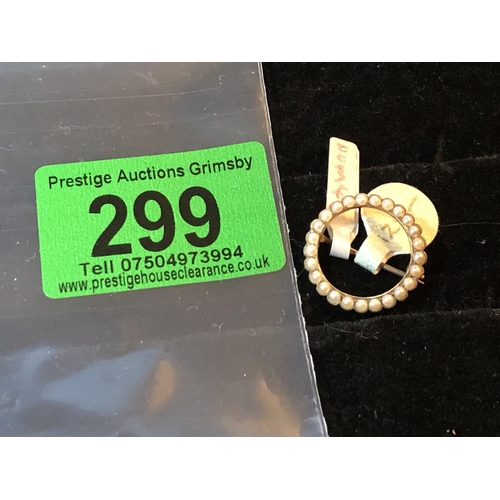 Prestige Auctions Grimsby
299
Tell 07504973994
www.prestigehouseclearance.co.uk